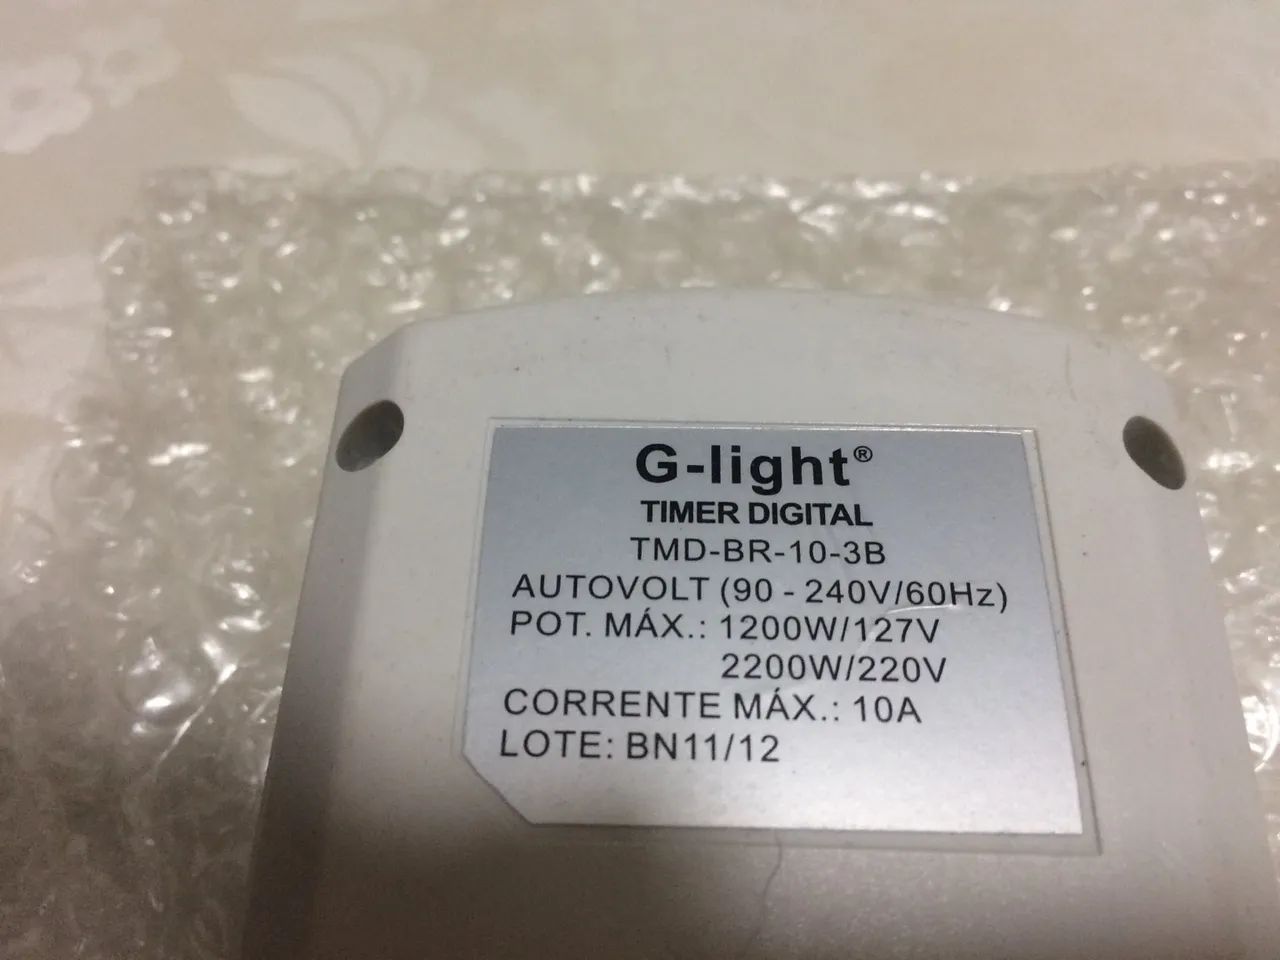 G-light®
TIMER DIGITAL
TMD-BR-10-3B
AUTOVOLT (90 - 240V/60Hz)
POT. MÁX.: 1200W/127V
2200W/220V
CORRENTE MÁX.: 10A
LOTE: BN11/12